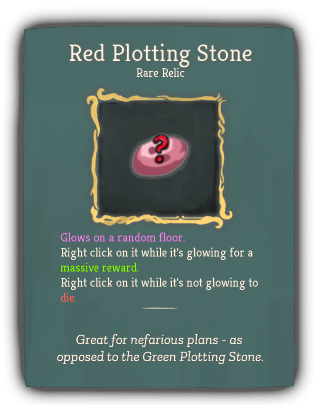 Red Plotting Stone
Rare Relic
?
Glows on a random floor.
Right click on it while it's glowing for a
massive reward.
Right click on it while it's not glowing to
die.
Great for nefarious plans - as
opposed to the Green Plotting Stone.